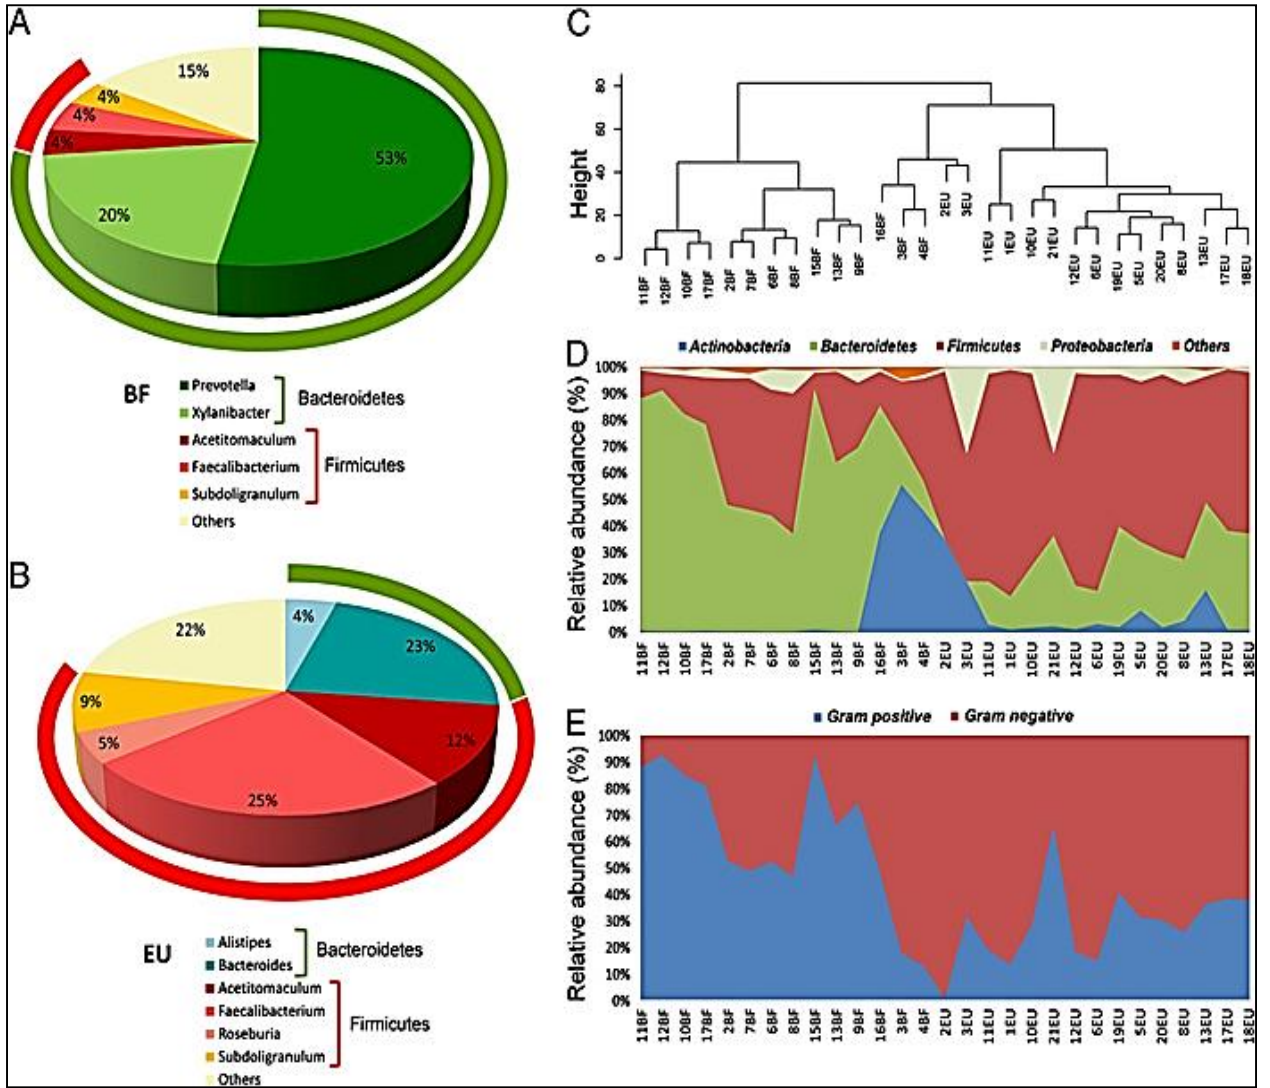 A
15%
4%
4%
4%
53%
20%
BF
Prevotella
Xylanibacter
Bacteroidetes
Acetitomaculum
Faecalibacterium
Subdoligranulum
Firmicutes
Others
B
4%
22%
23%
9%
12%
5%
25%
EU
Alistipes
Bacteroides
Bacteroidetes
Acetitomaculum
Faecalibacterium
Roseburia
Subdoligranulum
Firmicutes
Others
C
Height
80
60
40
20
0
11BF 12BF 10BF 17BF 2BF 7BF 6BF 8BF 15BF 13BF 9BF 16BF 3BF 4BF 2EU 3EU 11EU 1EU 10EU 21EU 12EU 6EU 19EU 5EU 20EU 8EU 13EU 17EU 18EU
D
Actinobacteria Bacteroidetes Firmicutes Proteobacteria Others
Relative abundance (%)
100%
90%
80%
70%
60%
50%
40%
30%
20%
10%
0%
11BF 12BF 10BF 17BF 2BF 7BF 6BF 8BF 15BF 13BF 9BF 16BF 3BF 4BF 2EU 3EU 11EU 1EU 10EU 21EU 12EU 6EU 19EU 5EU 20EU 8EU 13EU 17EU 18EU
E
Gram positive Gram negative
Relative abundance (%)
100%
90%
80%
70%
60%
50%
40%
30%
20%
10%
0%
11BF 12BF 10BF 17BF 2BF 7BF 6BF 8BF 15BF 13BF 9BF 16BF 3BF 4BF 2EU 3EU 11EU 1EU 10EU 21EU 12EU 6EU 19EU 5EU 20EU 8EU 13EU 17EU 18EU